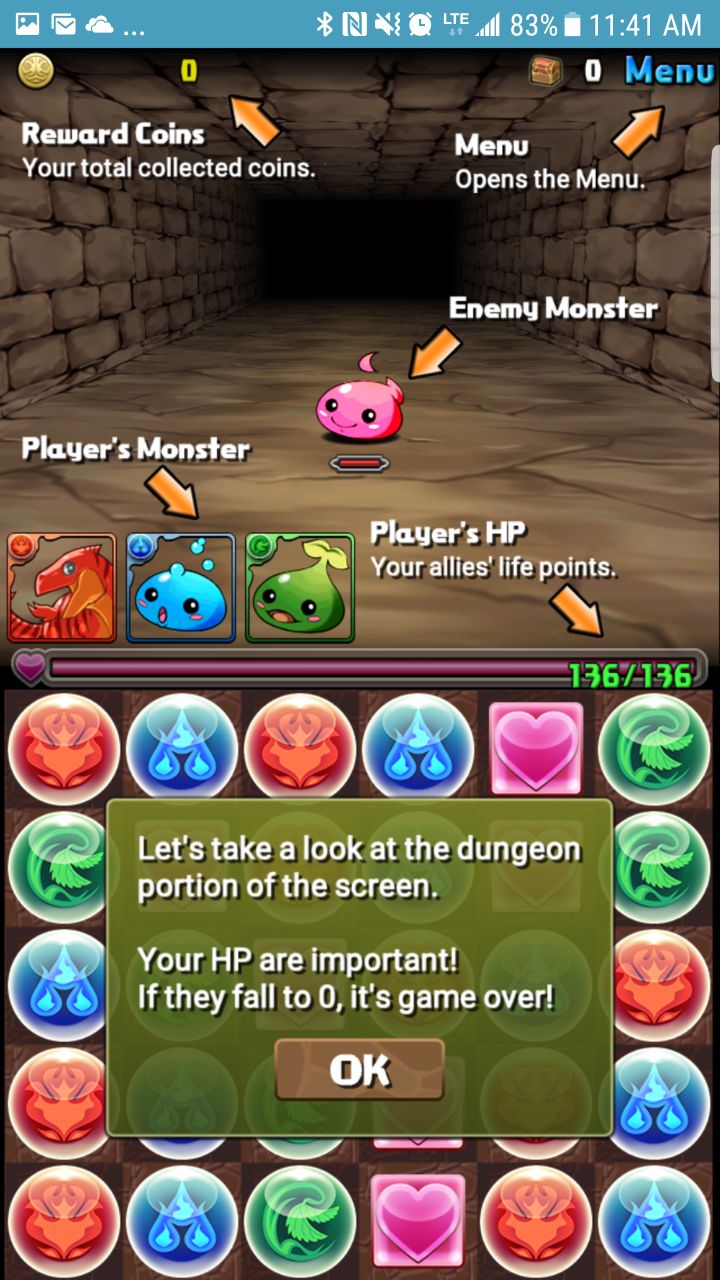 ... LTE 83% 11:41 AM
0 0 Menu
Reward Coins
Your total collected coins.
Menu
Opens the Menu.
Enemy Monster
Player's Monster
Player's HP
Your allies' life points.
136/136
Let's take a look at the dungeon
portion of the screen.
Your HP are important!
If they fall to 0, it's game over!
OK